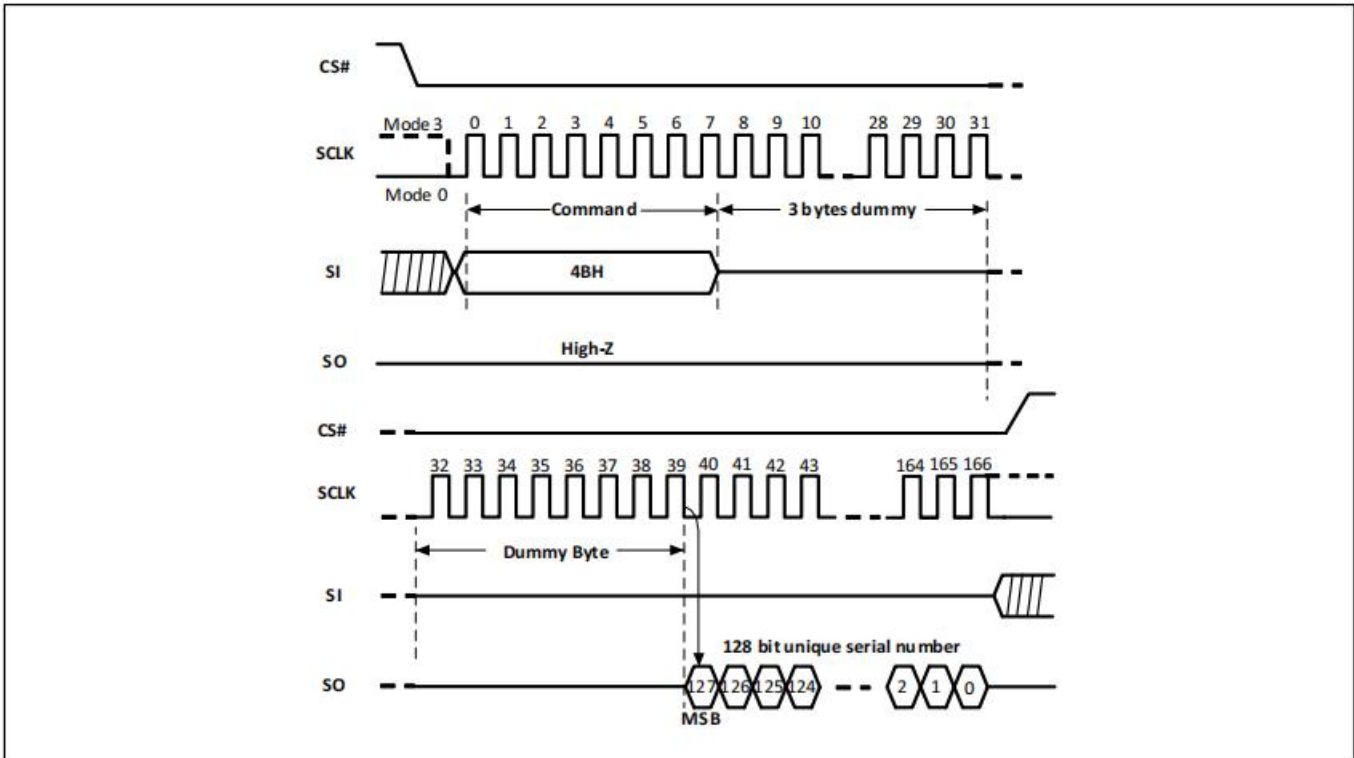 CS#
Mode 3 0 1 2 3 4 5 6 7 8 9 10 28 29 30 31
SCLK
Mode 0
Command 3 bytes dummy
SI 4BH
High-Z
SO
CS#
32 33 34 35 36 37 38 39 40 41 42 43 164 165 166
SCLK
Dummy Byte
SI
128 bit unique serial number
SO 127 126 125 124 2 1 0
MSB